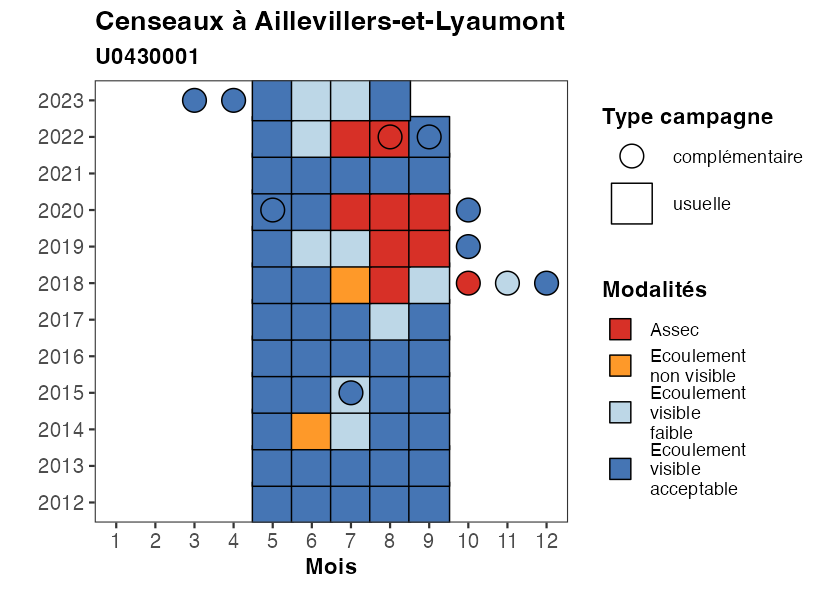 Censeaux à Aillevillers-et-Lyaumont
U0430001
2023
2022
2021
2020
2019
2018
2017
2016
2015
2014
2013
2012
1 2 3 4 5 6 7 8 9 10 11 12
Mois
Type campagne
complémentaire
usuelle
Modalités
Assec
Ecoulement
non visible
Ecoulement
visible
faible
Ecoulement
visible
acceptable